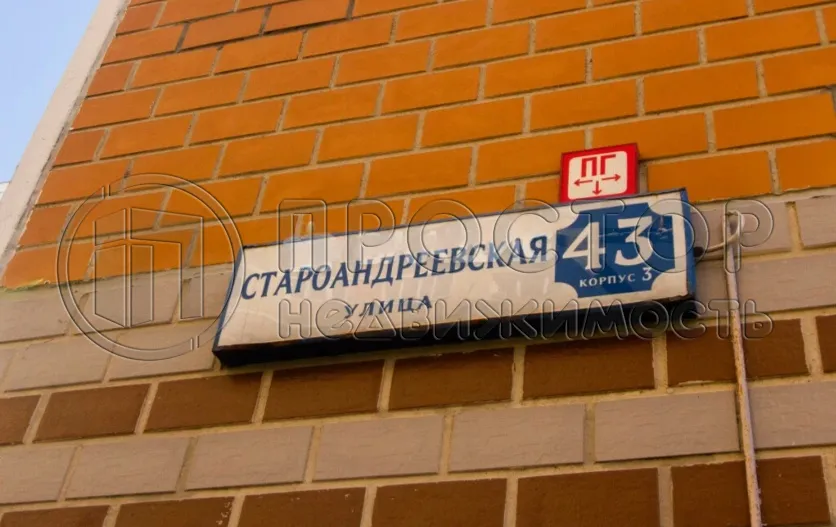 ПГ
СТАРОАНДРЕЕВСКАЯ
УЛИЦА
43
КОРПУС 3
ПРОСТОР
недвижимость